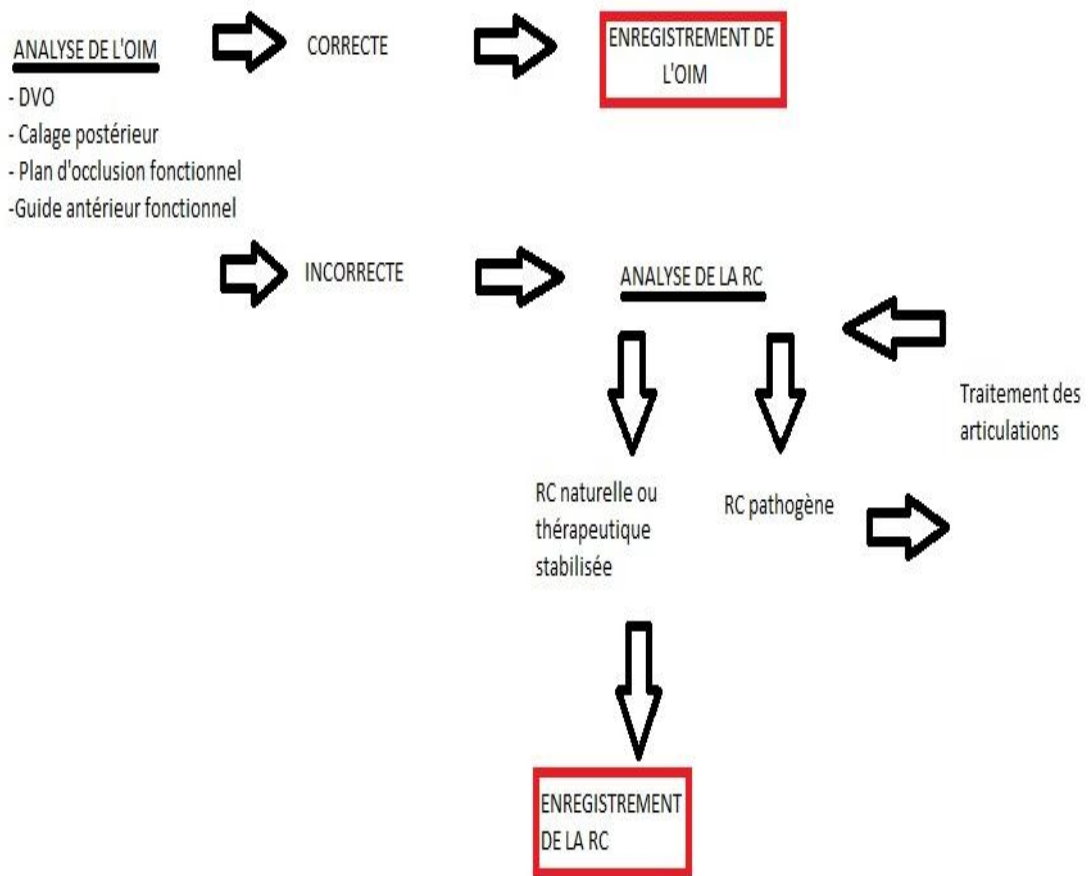 ANALYSE DE L'OIM
- DVO
- Calage postérieur
- Plan d'occlusion fonctionnel
-Guide antérieur fonctionnel
CORRECTE
ENREGISTREMENT DE
L'OIM
INCORRECTE
ANALYSE DE LA RC
Traitement des
articulations
RC naturelle ou
thérapeutique
stabilisée
RC pathogène
ENREGISTREMENT
DE LA RC